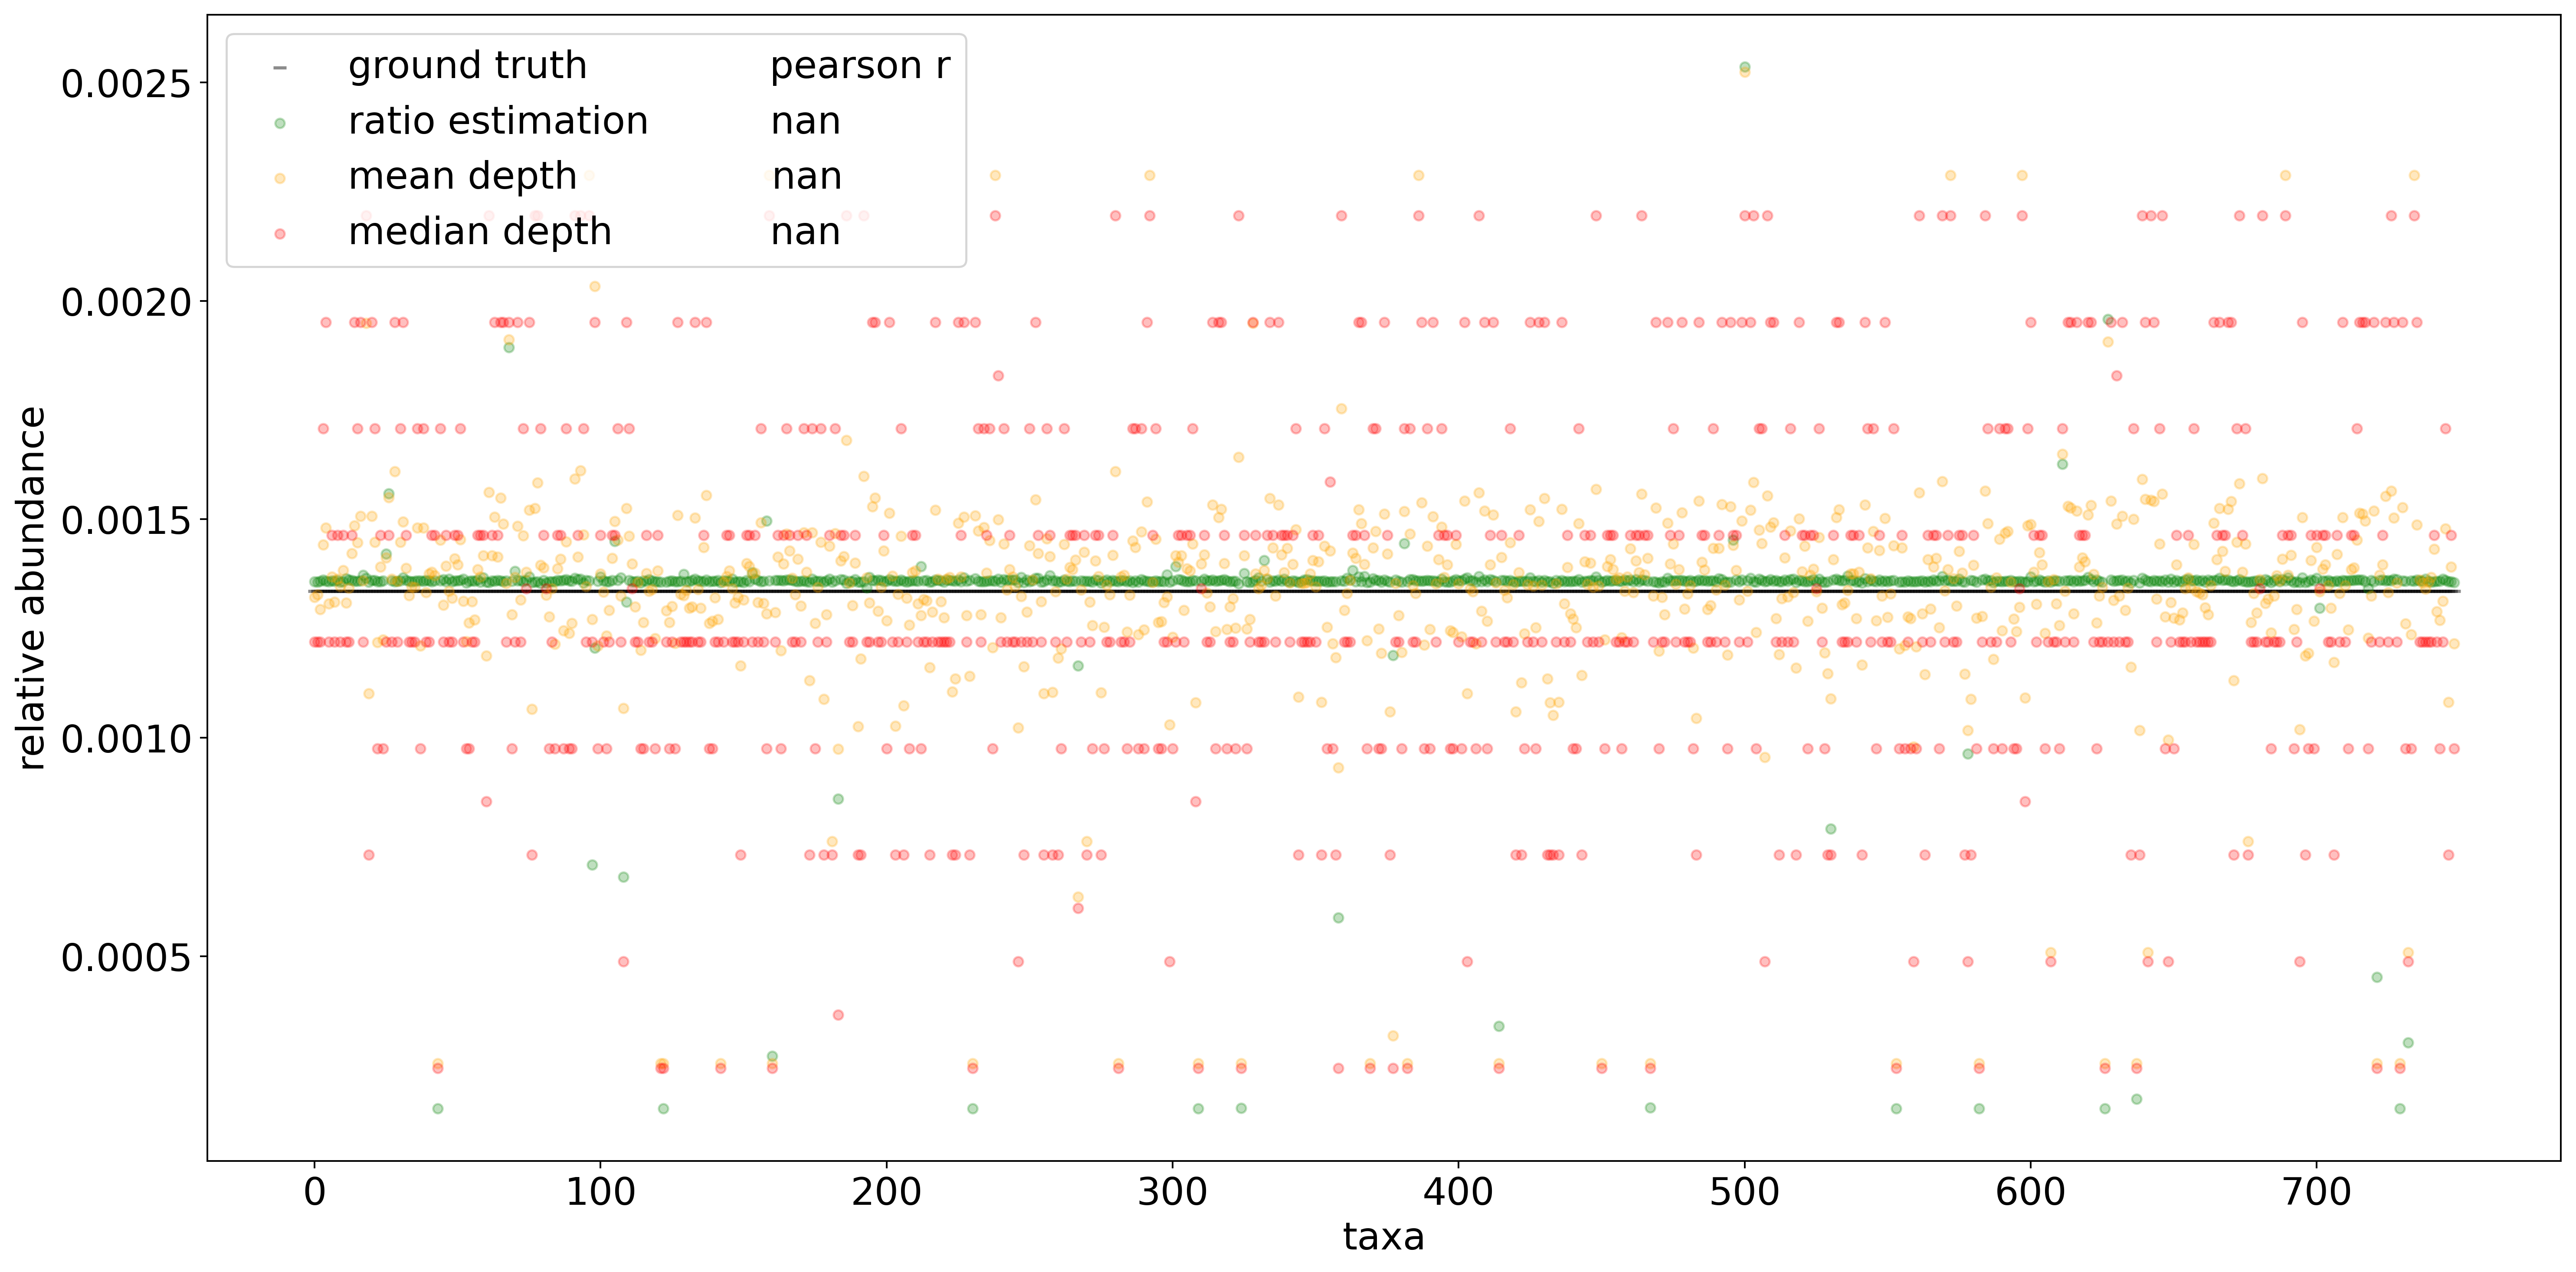 ground truth pearson r
ratio estimation nan
mean depth nan
median depth nan
0.0025
0.0020
0.0015
0.0010
0.0005
relative abundance
0 100 200 300 400 500 600 700
taxa